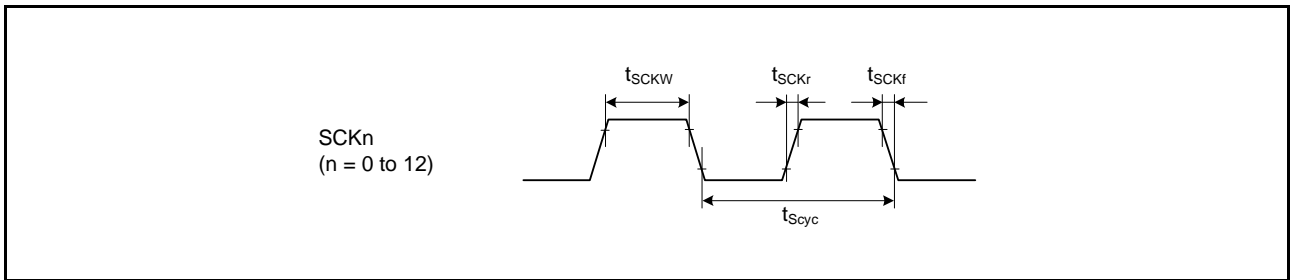 tSCKW
tSCKr
tSCKf
SCKn
(n = 0 to 12)
tScyc